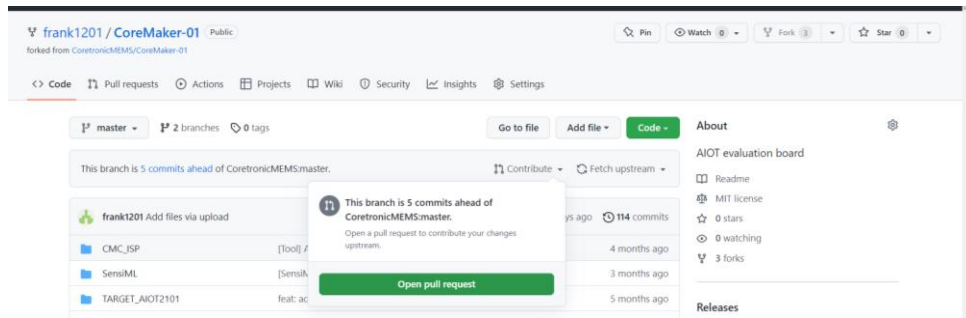 frank1201 / CoreMaker-01 Public
Pin Watch 0 Fork 3 Star 0
forked from CoretronicMEMS/CoreMaker-01
<> Code Pull requests Actions Projects Wiki Security Insights Settings
master 2 branches 0 tags Go to file Add file Code
This branch is 5 commits ahead of CoretronicMEMS:master. Contribute Fetch upstream
This branch is 5 commits ahead of
CoretronicMEMS:master.
Open a pull request to contribute your changes
upstream.
Open pull request
frank1201 Add files via upload ago 114 commits
CMC_ISP [Tool] 4 months ago
SensiML 3 months ago
TARGET_AIOT2101 feat: 5 months ago
About
AIOT evaluation board
Readme
MIT license
0 stars
0 watching
3 forks
Releases